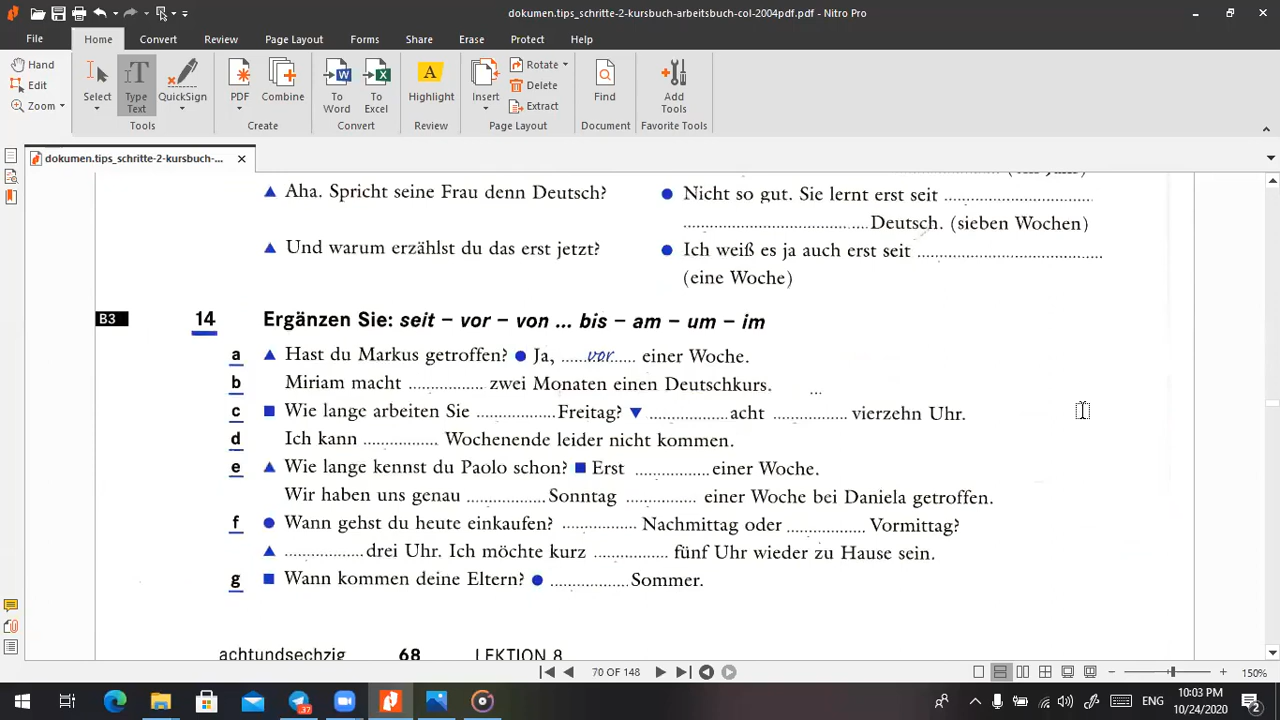 dokumen.tips_schritte-2-kursbuch-arbeitsbuch-col-2004pdf.pdf - Nitro Pro
File Home Convert Review Page Layout Forms Share Erase Protect Help
Hand
Edit
Zoom
Select
Type Text
QuickSign
PDF
Combine
To Word
To Excel
Highlight
Insert
Rotate
Delete
Extract
Find
Add Tools
Tools Create Convert Review Page Layout Document Favorite Tools
dokumen.tips_schritte-2-kursbuch-...
Aha. Spricht seine Frau denn Deutsch? Nicht so gut. Sie lernt erst seit ..............................
.............................. Deutsch. (sieben Wochen)
Und warum erzählst du das erst jetzt? Ich weiß es ja auch erst seit ..............................
(eine Woche)
B3 14 Ergänzen Sie: seit – vor – von ... bis – am – um – im
a Hast du Markus getroffen? Ja, ......vor...... einer Woche.
b Miriam macht ............... zwei Monaten einen Deutschkurs. ...
c Wie lange arbeiten Sie ............... Freitag? ............... acht ............... vierzehn Uhr.
d Ich kann ............... Wochenende leider nicht kommen.
e Wie lange kennst du Paolo schon? Erst ............... einer Woche.
Wir haben uns genau ............... Sonntag ............... einer Woche bei Daniela getroffen.
f Wann gehst du heute einkaufen? ............... Nachmittag oder ............... Vormittag?
............... drei Uhr. Ich möchte kurz ............... fünf Uhr wieder zu Hause sein.
g Wann kommen deine Eltern? ............... Sommer.
achtundsechzig 68 LEKTION 8
70 OF 148
150%
37
ENG
10:03 PM
10/24/2020
2